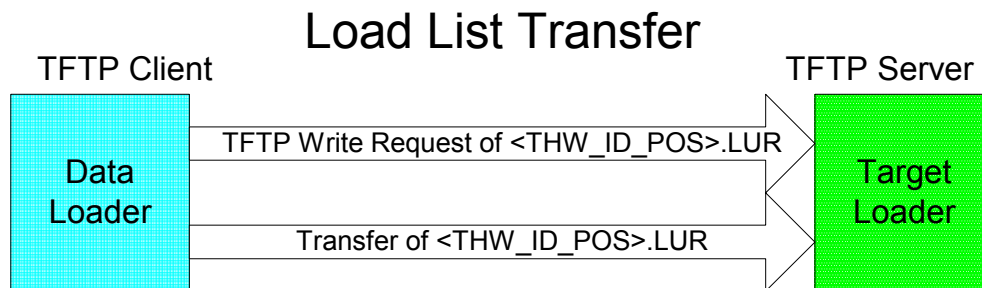 Load List Transfer
TFTP Client
TFTP Server
TFTP Write Request of <THW_ID_POS>.LUR
Data
Loader
Target
Loader
Transfer of <THW_ID_POS>.LUR